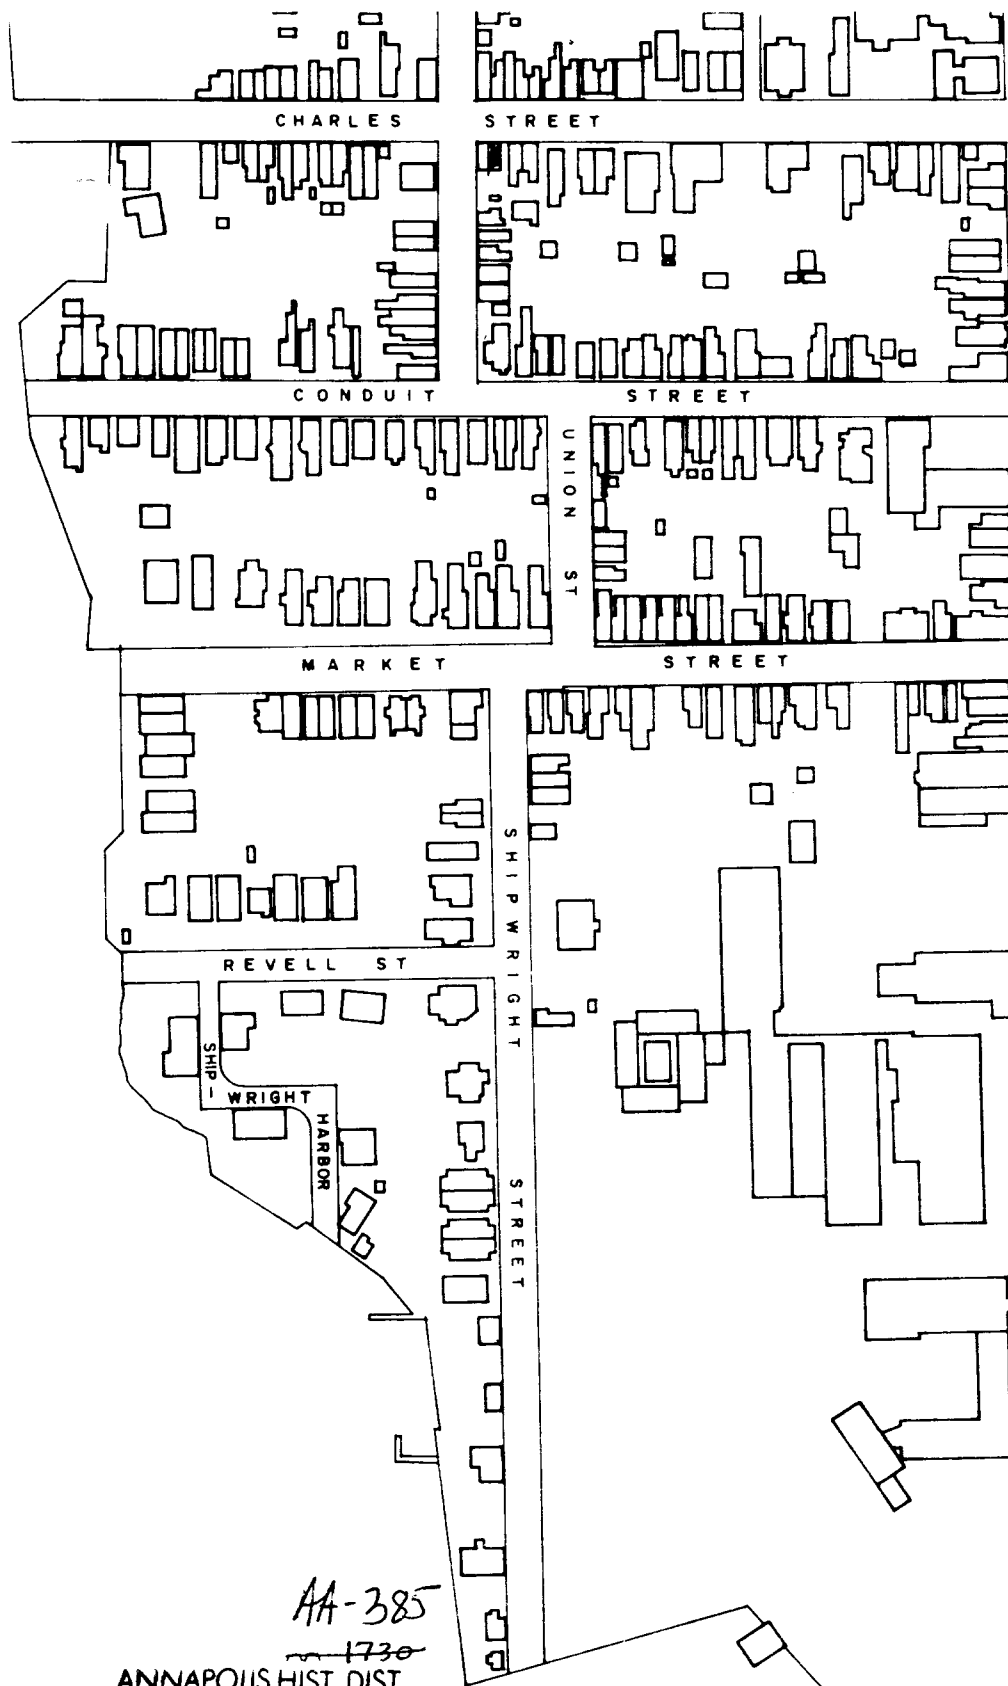 CHARLES STREET
CONDUIT STREET
UNION ST
MARKET STREET
SHIPWRIGHT STREET
REVELL ST
SHIP-
WRIGHT
HARBOR
AA-385
1730
ANNAPOLIS HIST. DIST.